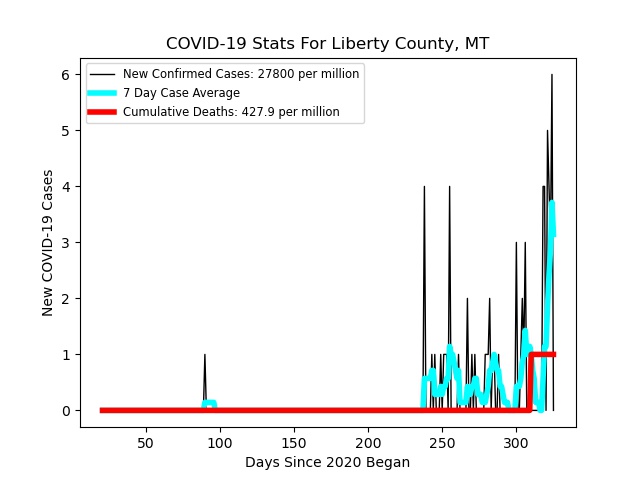 COVID-19 Stats For Liberty County, MT
New Confirmed Cases: 27800 per million
7 Day Case Average
Cumulative Deaths: 427.9 per million
New COVID-19 Cases
6
5
4
3
2
1
0
50 100 150 200 250 300
Days Since 2020 Began